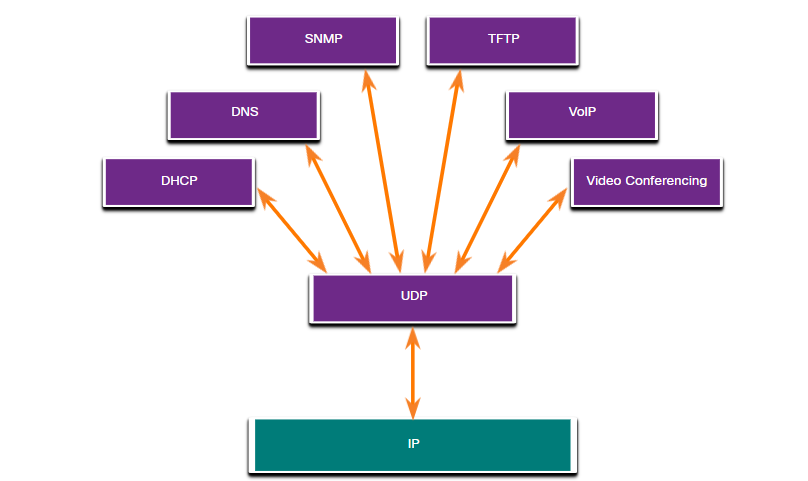 SNMP
TFTP
DNS
VoIP
DHCP
Video Conferencing
UDP
IP